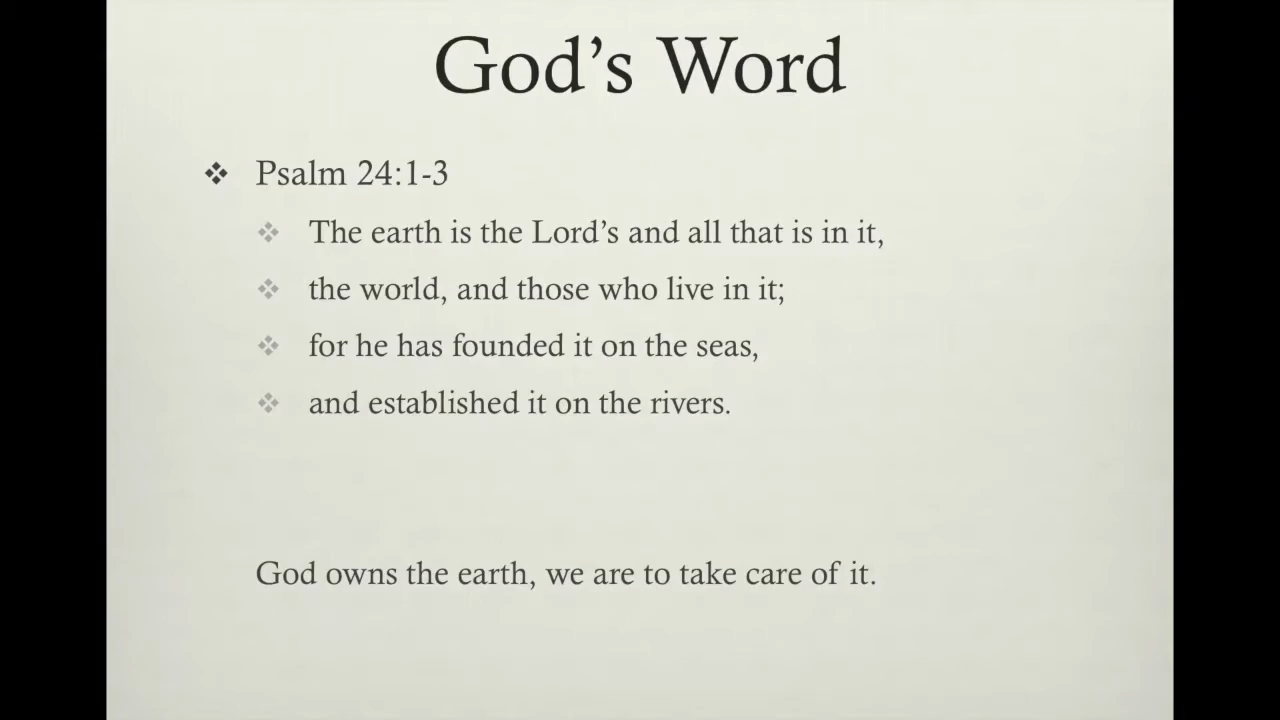 God’s Word
Psalm 24:1-3
The earth is the Lord’s and all that is in it,
the world, and those who live in it;
for he has founded it on the seas,
and established it on the rivers.
God owns the earth, we are to take care of it.